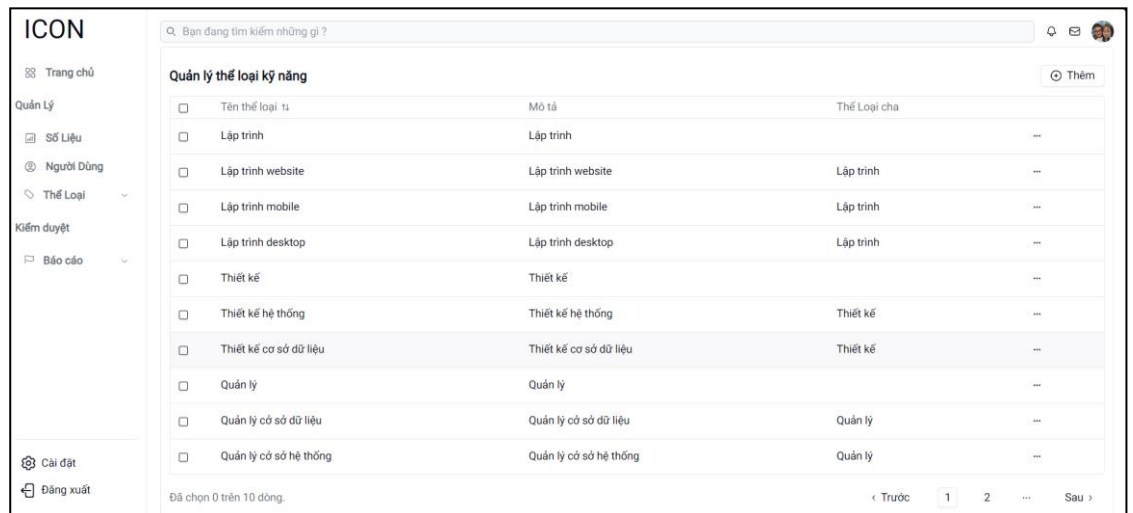 ICON
Bạn đang tìm kiếm những gì ?
Trang chủ
Quản Lý
Số Liệu
Người Dùng
Thể Loại
Kiểm duyệt
Báo cáo
Cài đặt
Đăng xuất
Quản lý thể loại kỹ năng
Thêm
Tên thể loại Mô tả Thể Loại cha
Lập trình Lập trình ...
Lập trình website Lập trình website Lập trình ...
Lập trình mobile Lập trình mobile Lập trình ...
Lập trình desktop Lập trình desktop Lập trình ...
Thiết kế Thiết kế ...
Thiết kế hệ thống Thiết kế hệ thống Thiết kế ...
Thiết kế cơ sở dữ liệu Thiết kế cơ sở dữ liệu Thiết kế ...
Quản lý Quản lý ...
Quản lý cở sở dữ liệu Quản lý cở sở dữ liệu Quản lý ...
Quản lý cở sở hệ thống Quản lý cở sở hệ thống Quản lý ...
Đã chọn 0 trên 10 dòng. ‹ Trước 1 2 ... Sau ›